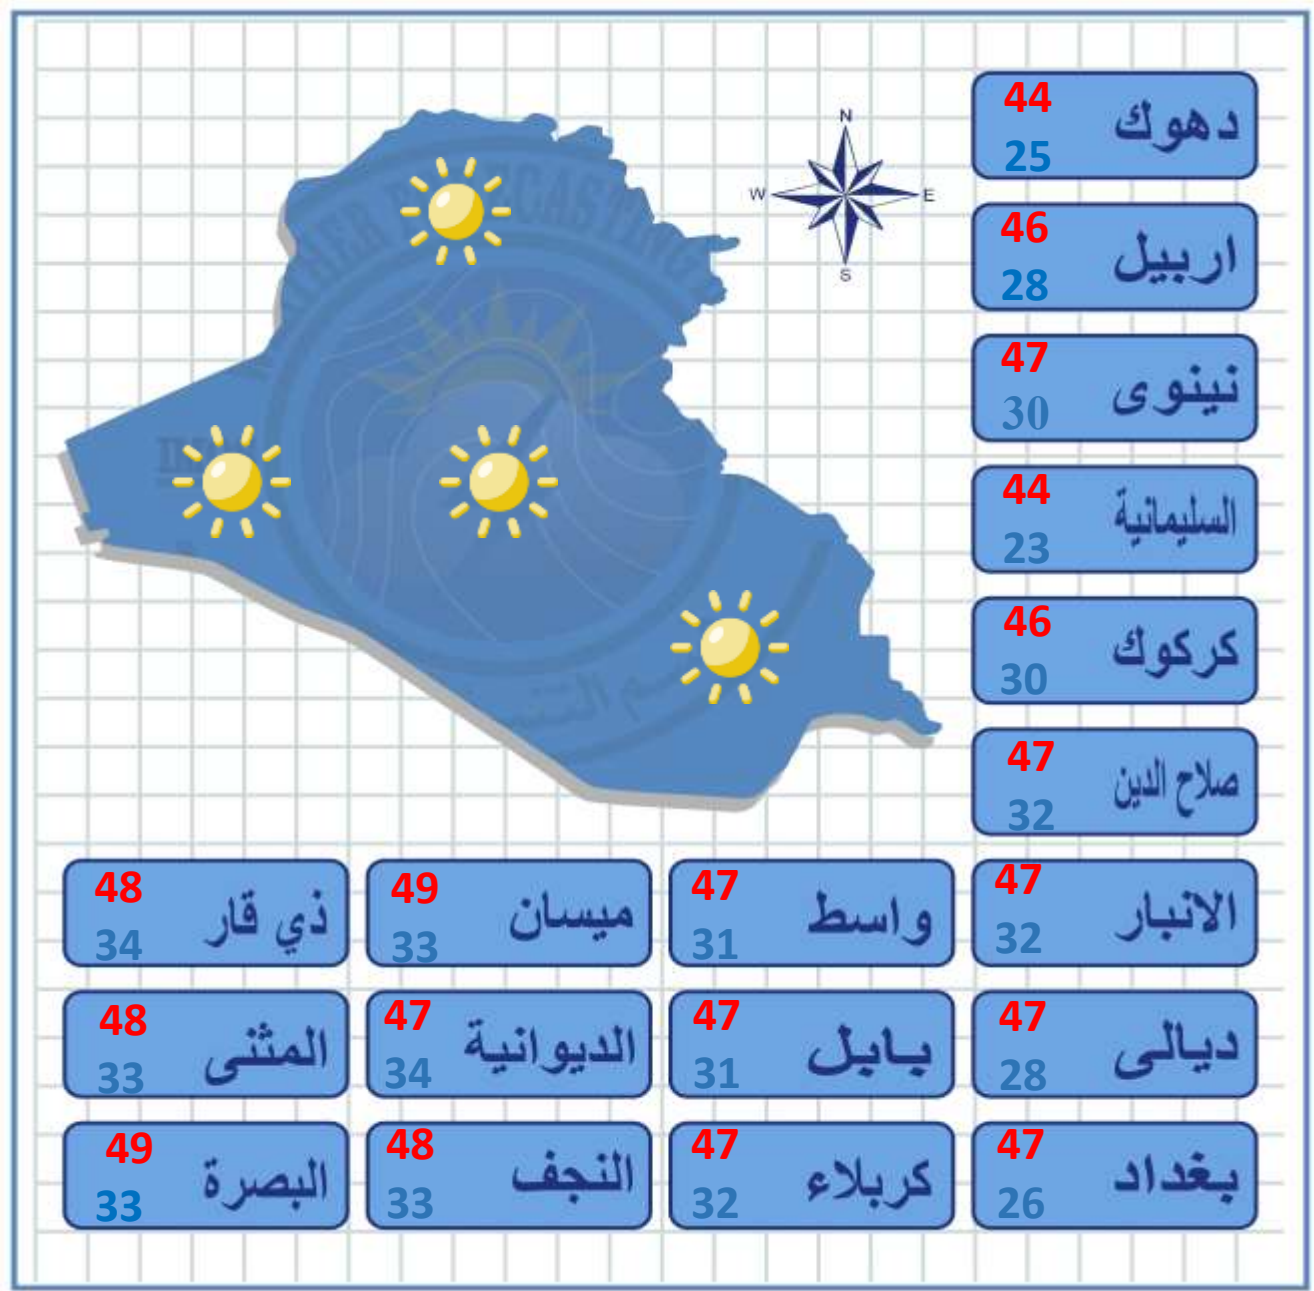 N
W
E
S
دهوك
44
25
اربيل
46
28
نينوى
47
30
السليمانية
44
23
كركوك
46
30
صلاح الدين
47
32
الانبار
47
32
واسط
47
31
ميسان
49
33
ذي قار
48
34
ديالى
47
28
بابل
47
31
الديوانية
47
34
المثنى
48
33
بغداد
47
26
كربلاء
47
32
النجف
48
33
البصرة
49
33